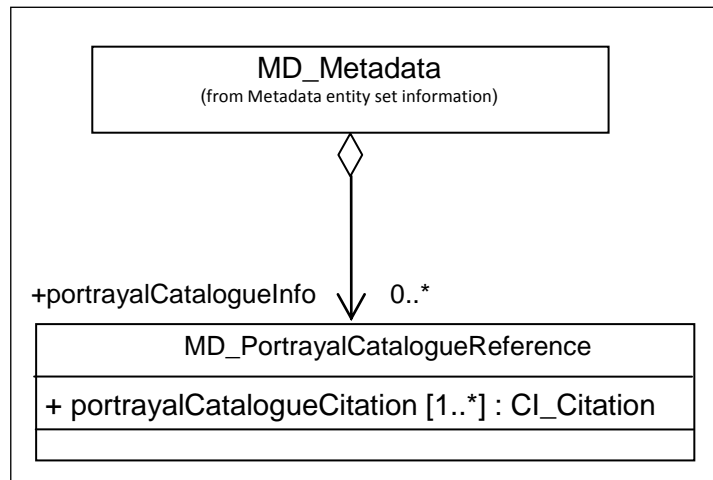 MD_Metadata
(from Metadata entity set information)
+portrayalCatalogueInfo 0..*
MD_PortrayalCatalogueReference
+ portrayalCatalogueCitation [1..*] : CI_Citation